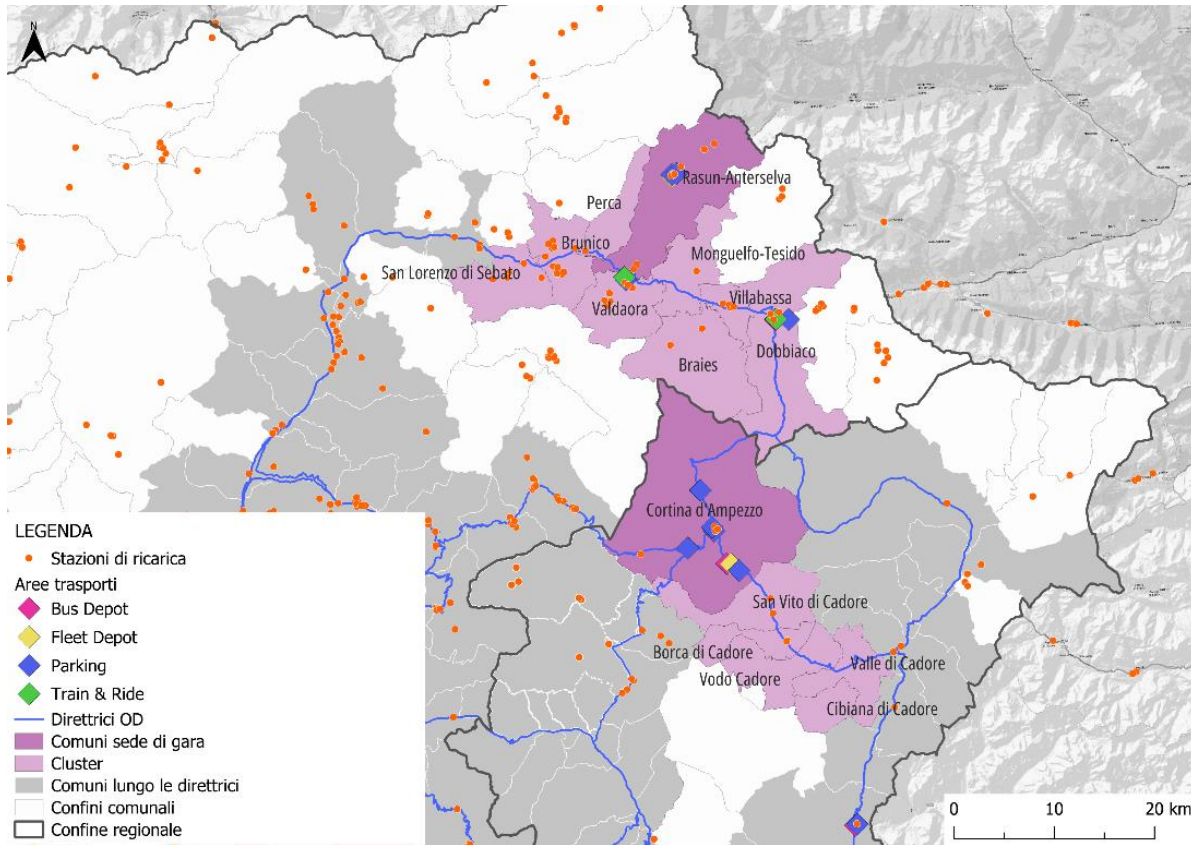 N
Rasun-Anterselva
Perca
Brunico
Monguelfo-Tesido
San Lorenzo di Sebato
Valdaora
Villabassa
Braies
Dobbiaco
Cortina d'Ampezzo
San Vito di Cadore
Borca di Cadore
Valle di Cadore
Vodo Cadore
Cibiana di Cadore
LEGENDA
Stazioni di ricarica
Aree trasporti
Bus Depot
Fleet Depot
Parking
Train & Ride
Direttrici OD
Comuni sede di gara
Cluster
Comuni lungo le direttrici
Confini comunali
Confine regionale
0 10 20 km